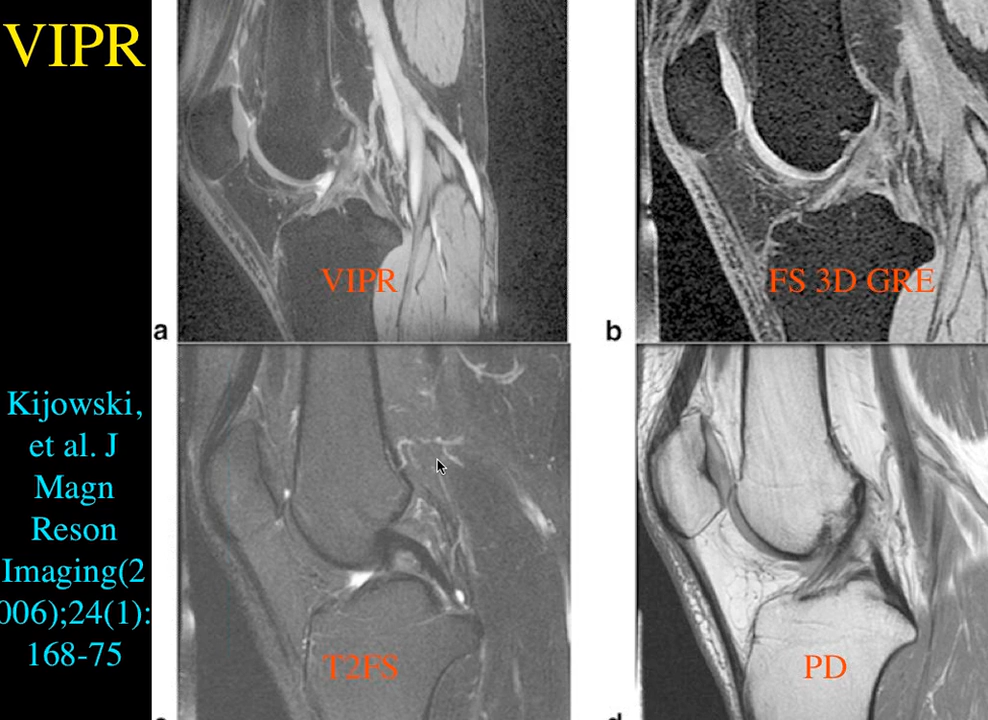 VIPR
VIPR
FS 3D GRE
a
b
Kijowski,
et al. J
Magn
Reson
Imaging(2
006);24(1):
168-75
T2FS
PD